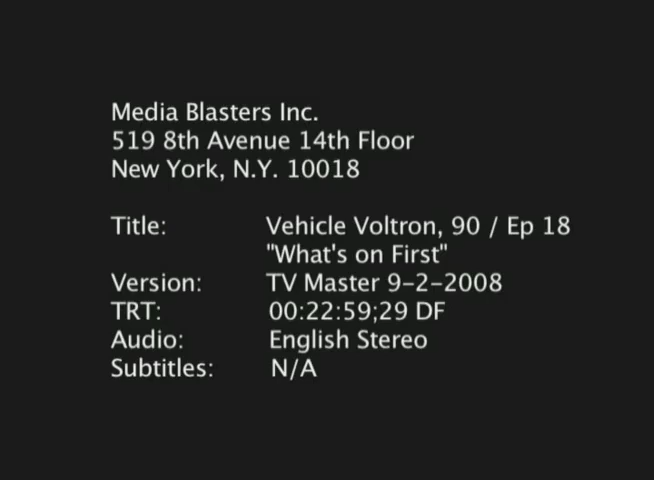 Media Blasters Inc.
519 8th Avenue 14th Floor
New York, N.Y. 10018
Title: Vehicle Voltron, 90 / Ep 18
"What's on First"
Version: TV Master 9-2-2008
TRT: 00:22:59;29 DF
Audio: English Stereo
Subtitles: N/A